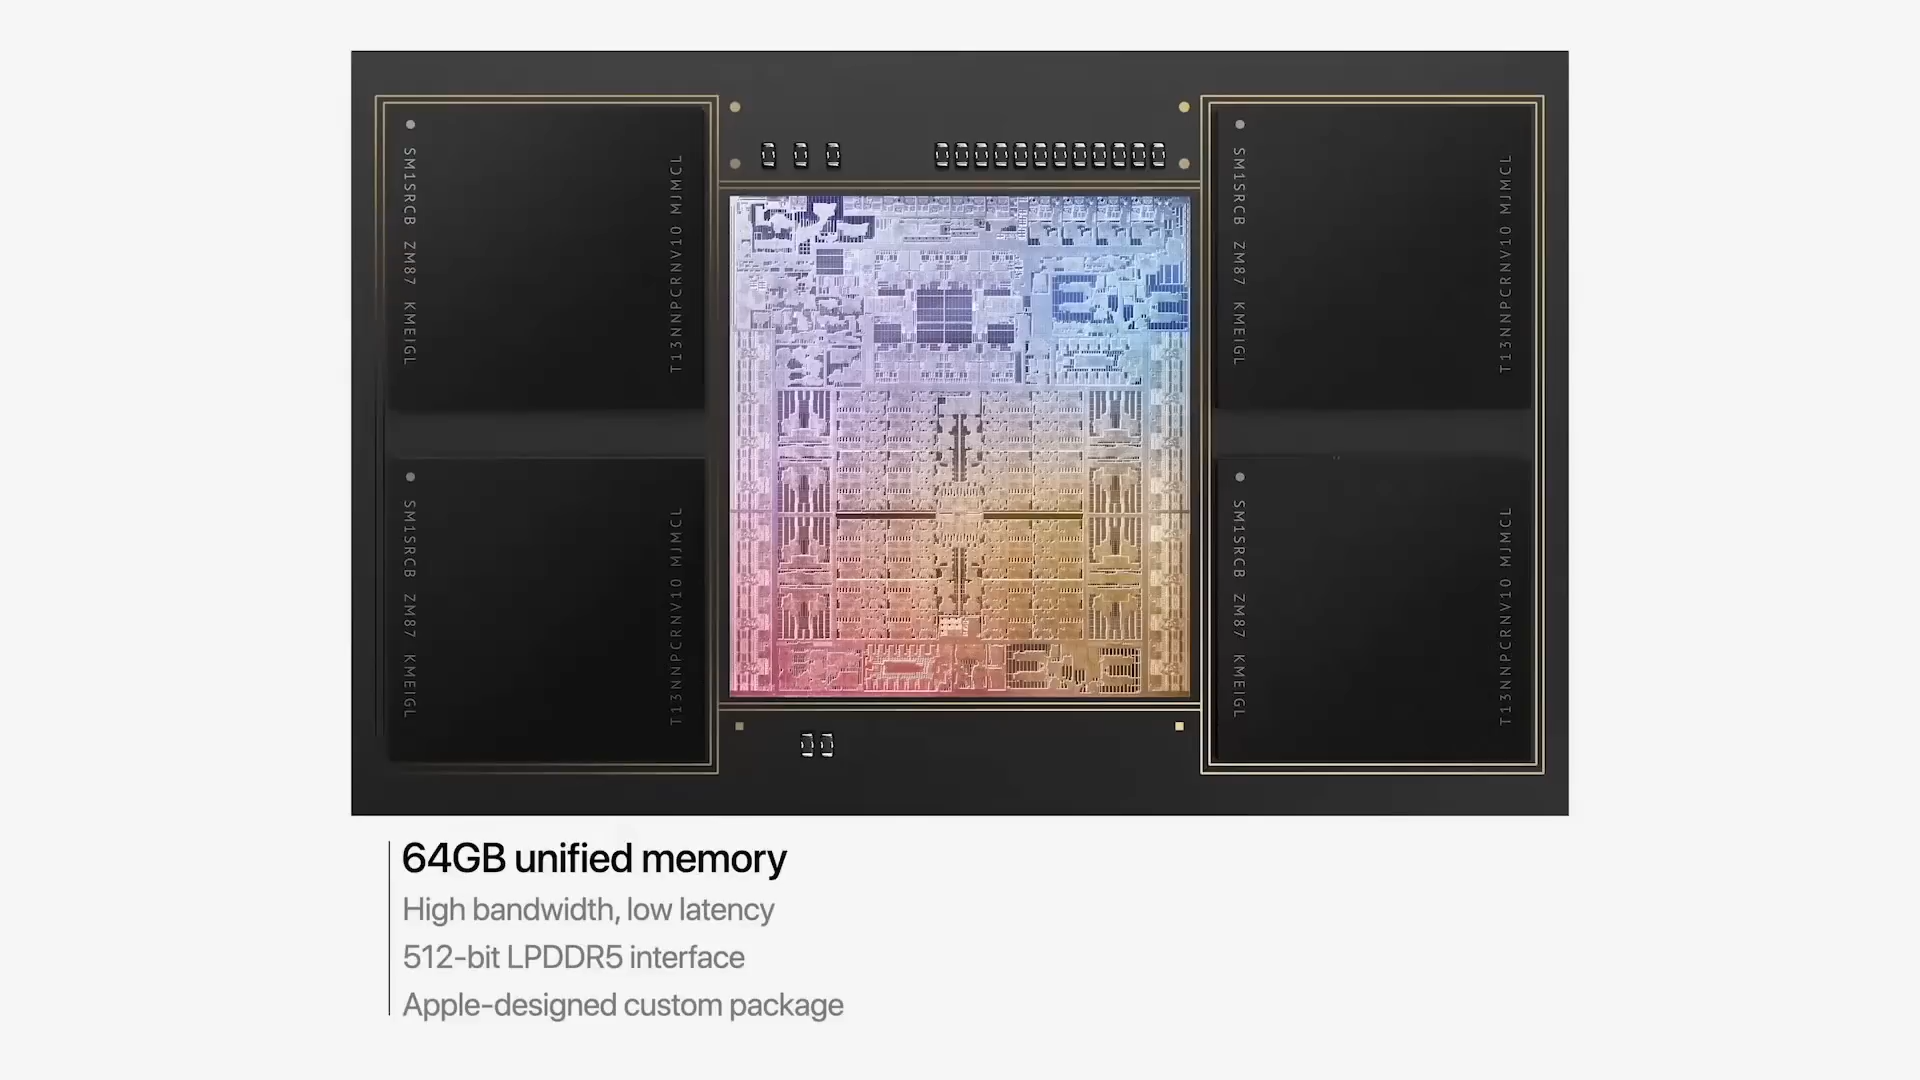 SM1SRCB ZM87 KMEIGL
T13NNPCRNV10 MJMCL
SM1SRCB ZM87 KMEIGL
T13NNPCRNV10 MJMCL
SM1SRCB ZM87 KMEIGL
T13NNPCRNV10 MJMCL
SM1SRCB ZM87 KMEIGL
T13NNPCRNV10 MJMCL
64GB unified memory
High bandwidth, low latency
512-bit LPDDR5 interface
Apple-designed custom package